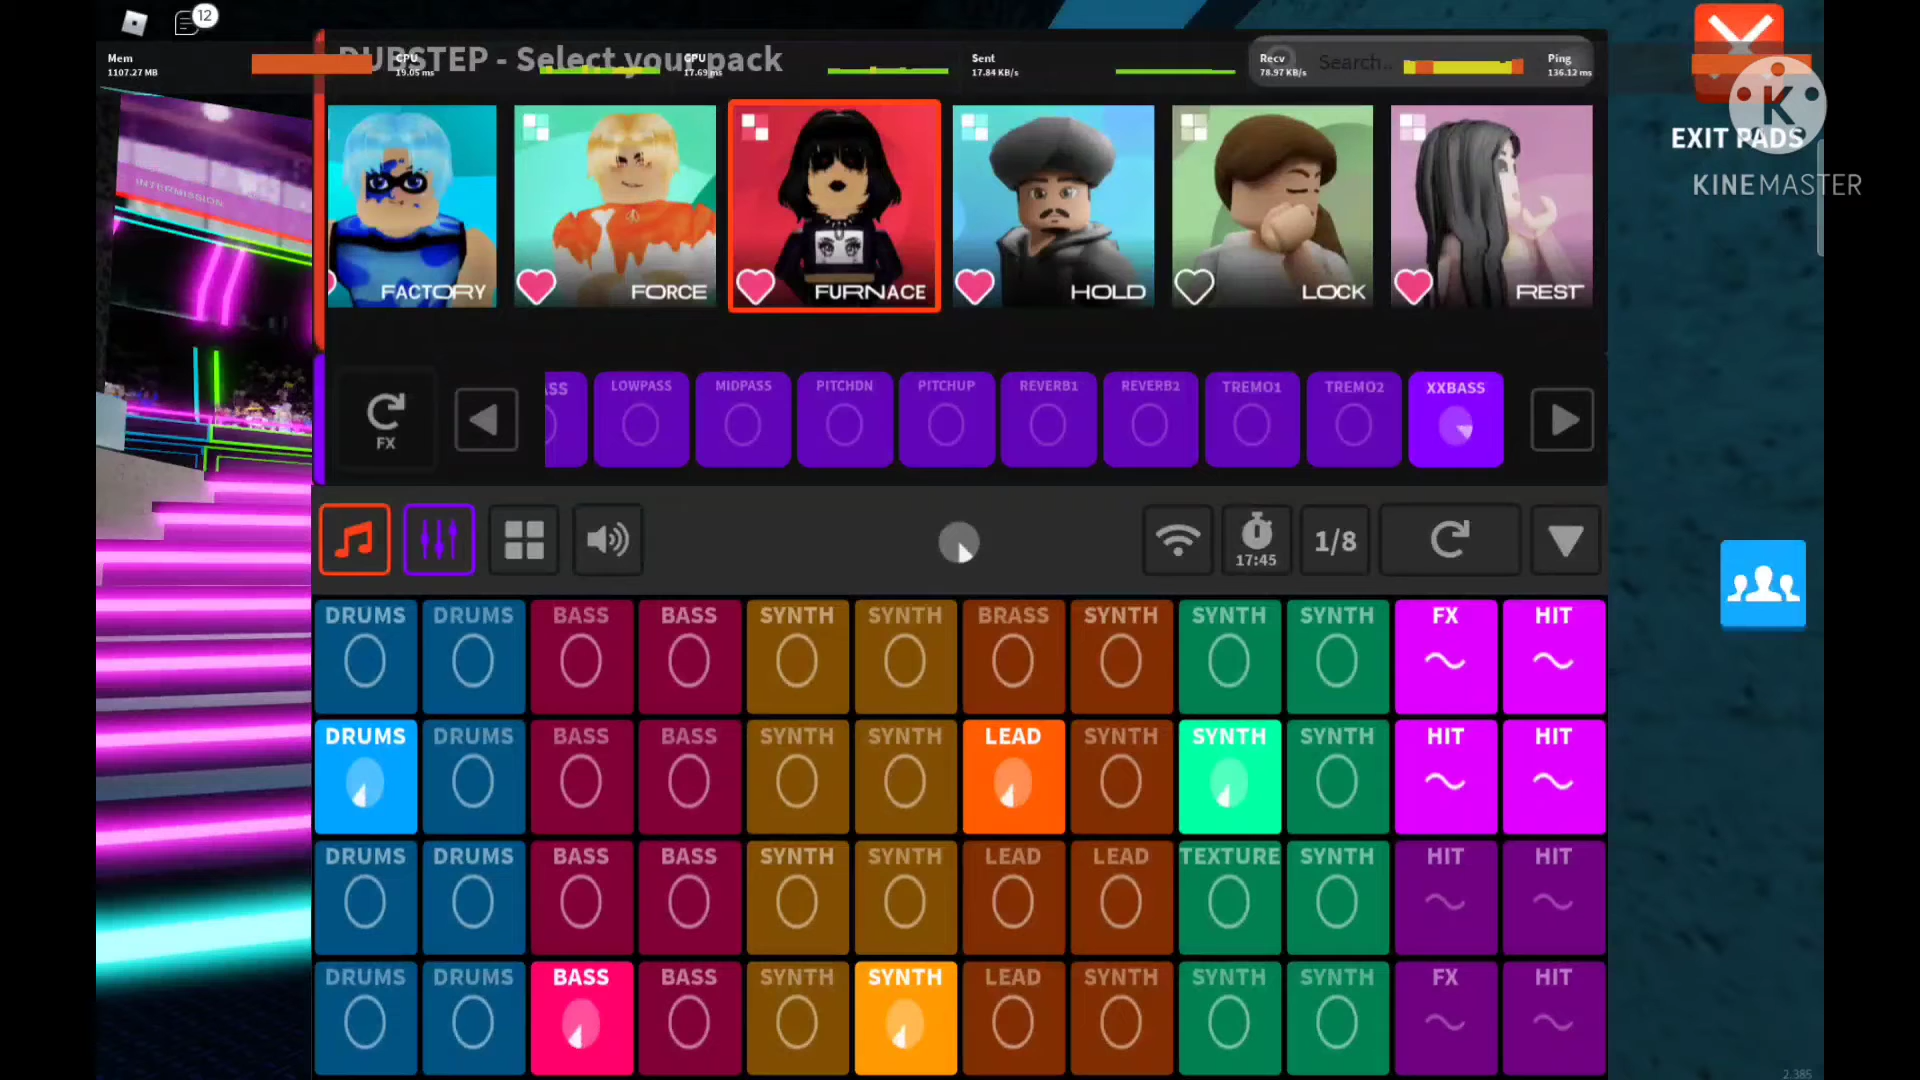 12
Mem
1107.27 MB
CPU
19.05 ms
GPU
17.69 ms
Sent
17.84 KB/s
Recv
78.97 KB/s
Ping
136.12 ms
DUBSTEP - Select your pack
Search..
INTERMISSION
EXIT PADS
KINEMASTER
FACTORY
FORCE
FURNACE
HOLD
LOCK
REST
FX
LOWPASS
MIDPASS
PITCHDN
PITCHUP
REVERB1
REVERB2
TREMO1
TREMO2
XXBASS
17:45
1/8
DRUMS DRUMS BASS BASS SYNTH SYNTH BRASS SYNTH SYNTH SYNTH FX HIT
DRUMS DRUMS BASS BASS SYNTH SYNTH LEAD SYNTH SYNTH SYNTH HIT HIT
DRUMS DRUMS BASS BASS SYNTH SYNTH LEAD LEAD TEXTURE SYNTH HIT HIT
DRUMS DRUMS BASS BASS SYNTH SYNTH LEAD SYNTH SYNTH SYNTH FX HIT
2.385